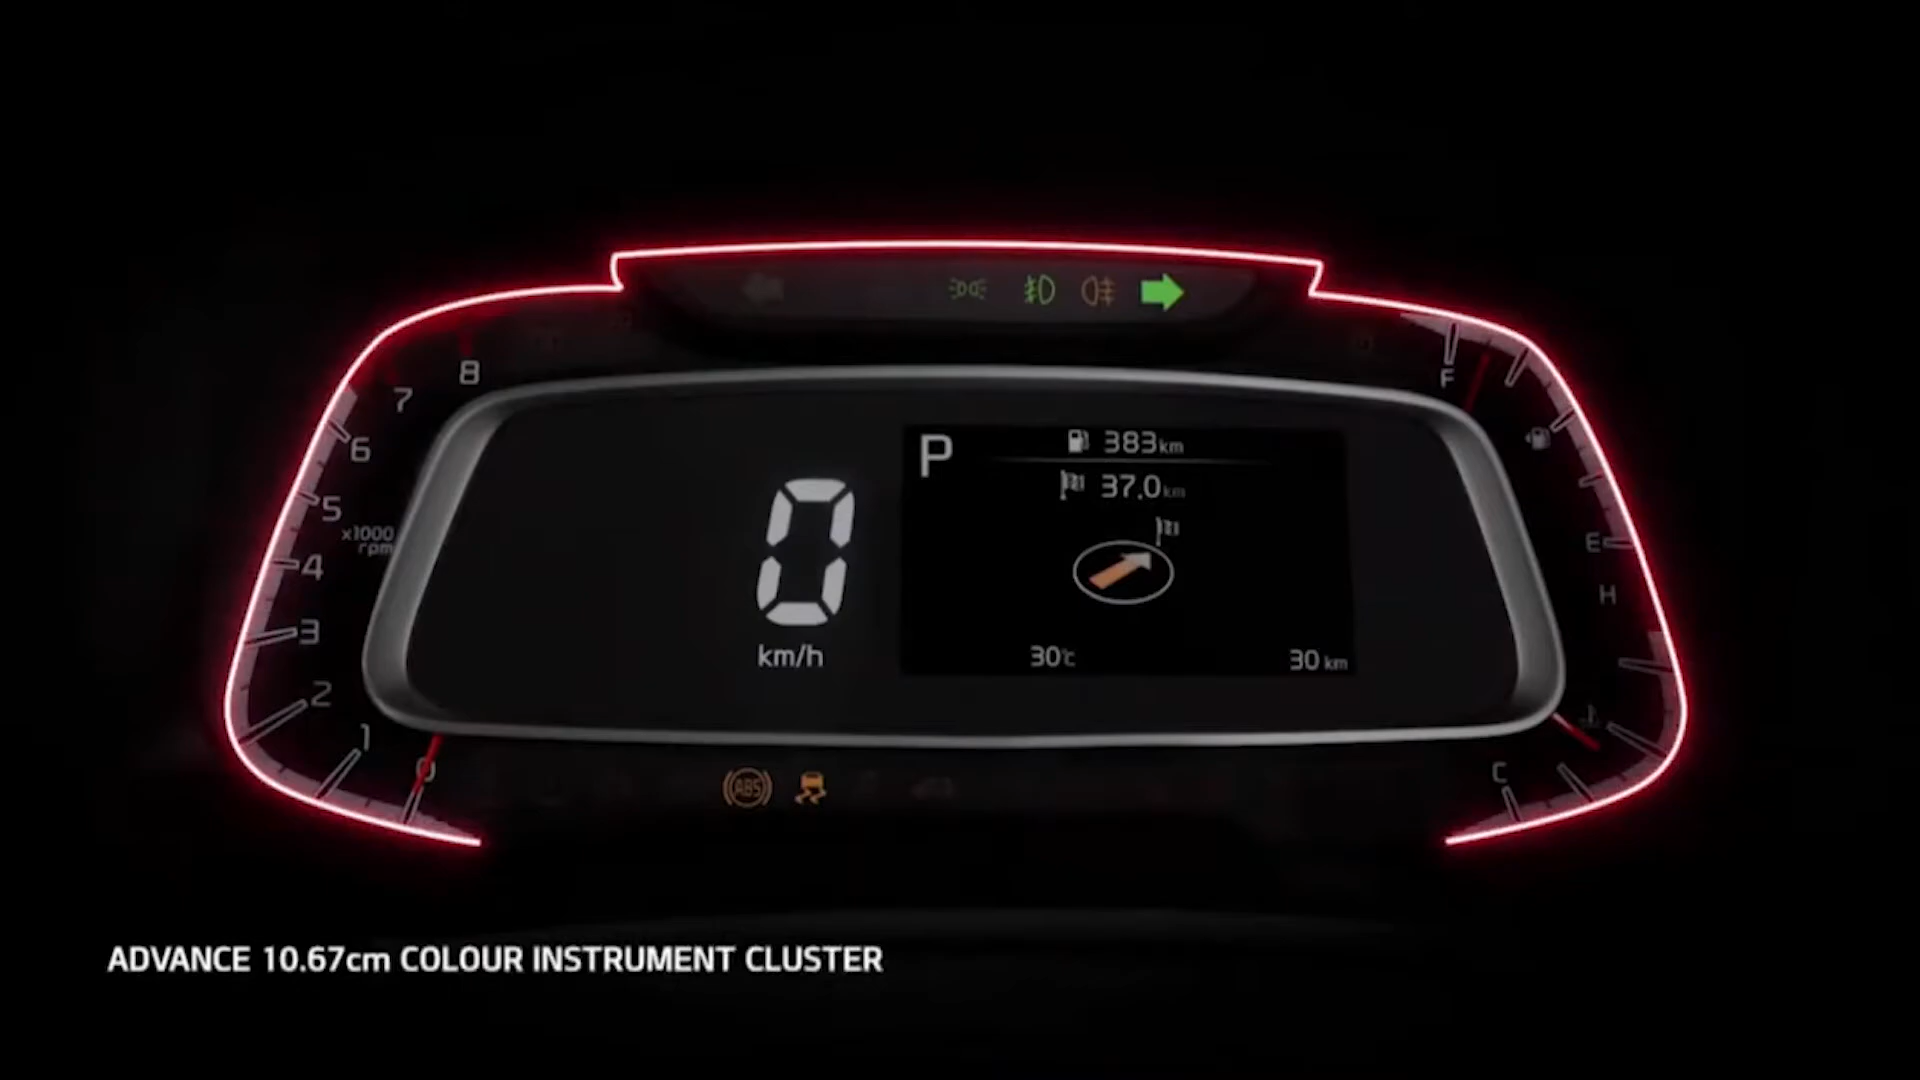 8
7
6
5
x1000
rpm
4
3
2
1
0
P
383km
37.0km
0
km/h
30℃
30 km
F
E
H
C
ABS
ADVANCE 10.67cm COLOUR INSTRUMENT CLUSTER